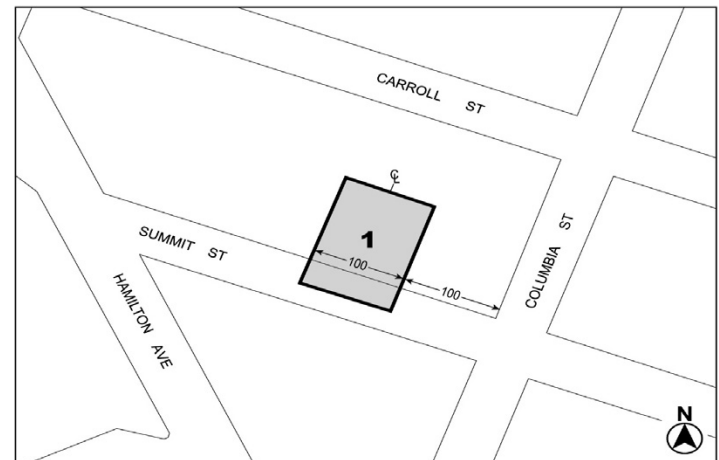 CARROLL ST
℄
1
SUMMIT ST
100
100
COLUMBIA ST
HAMILTON AVE
N